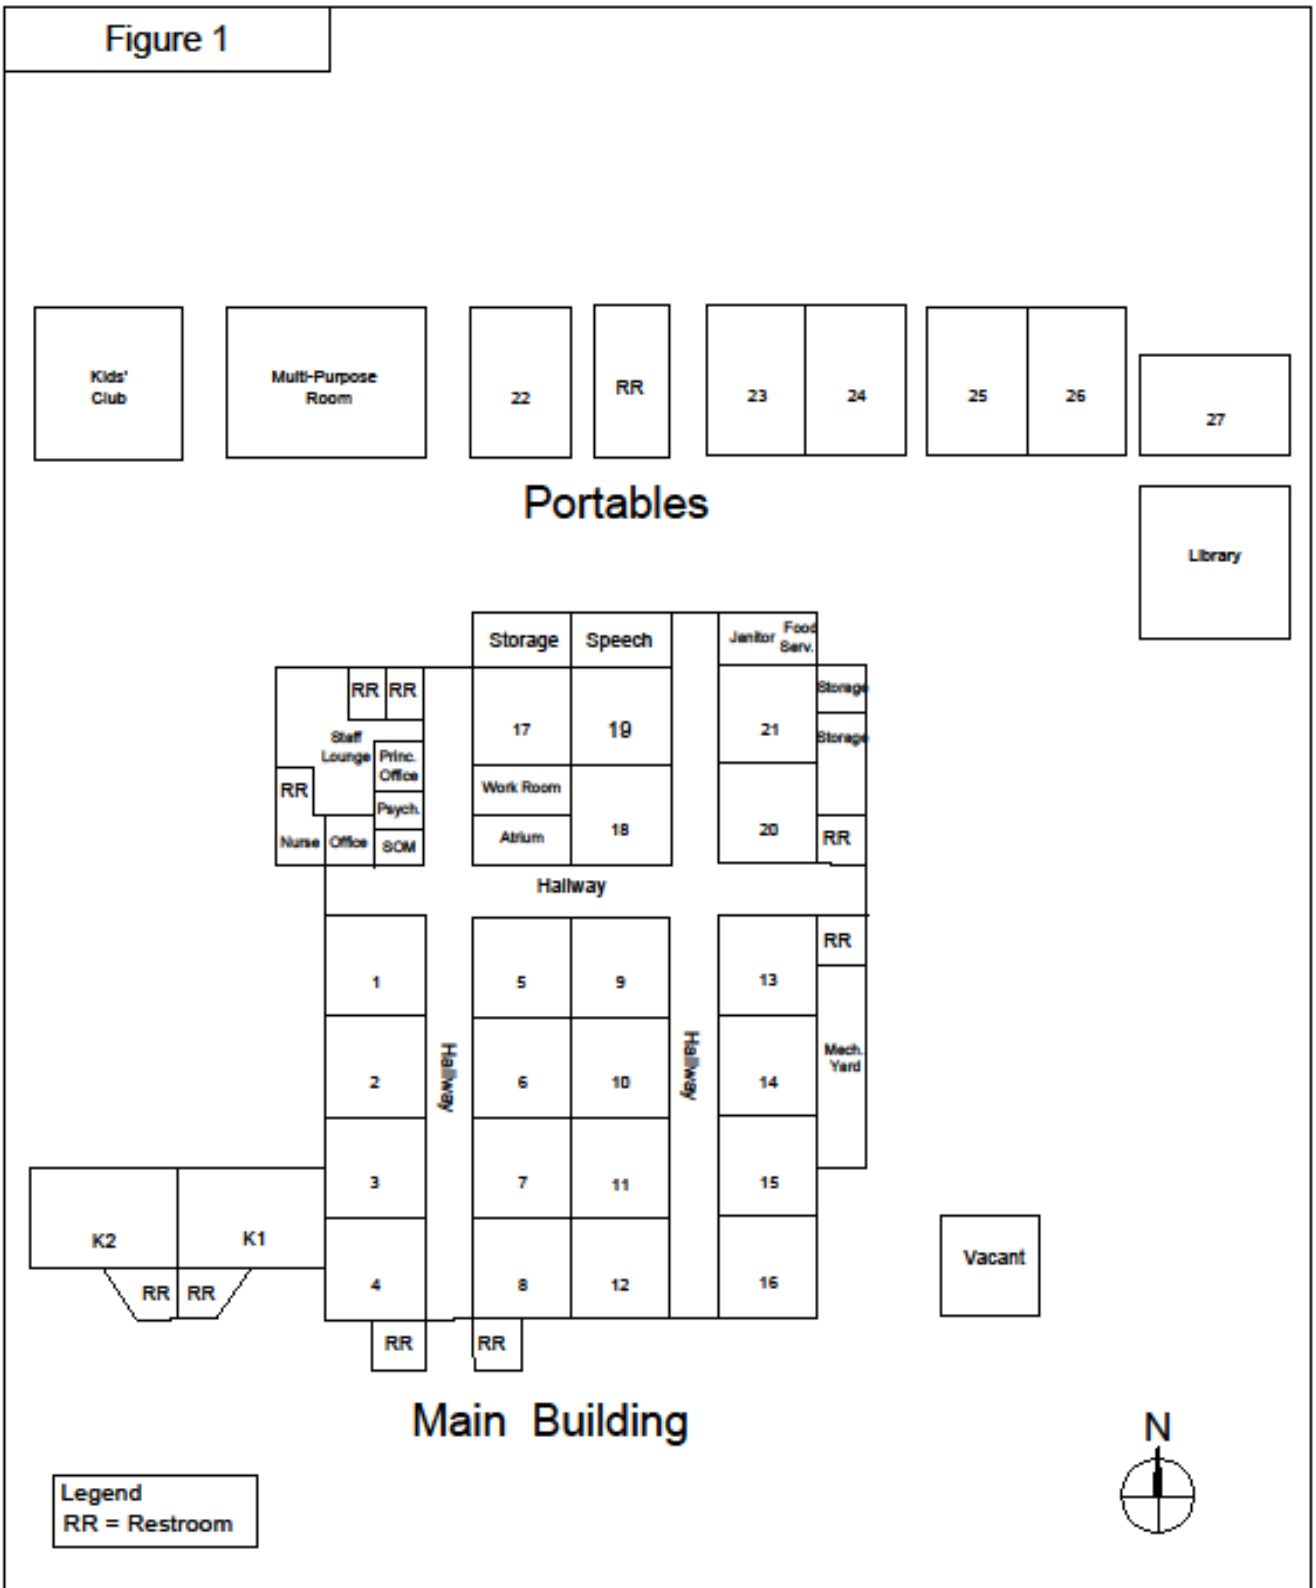 Figure 1
Kids'
Club
Multi-Purpose
Room
22
RR
23
24
25
26
27
Portables
Library
Storage
Speech
Janitor
Food
Serv.
RR
RR
Storage
17
19
21
Staff
Lounge
Storage
Princ.
Office
RR
Work Room
Psych.
18
20
Atrium
RR
Nurse
Office
SOM
Hallway
RR
1
5
9
13
Hallway
Hallway
Mech.
Yard
2
6
10
14
3
7
11
15
K2
K1
Vacant
RR
RR
4
8
12
16
RR
RR
Main Building
N
Legend
RR = Restroom